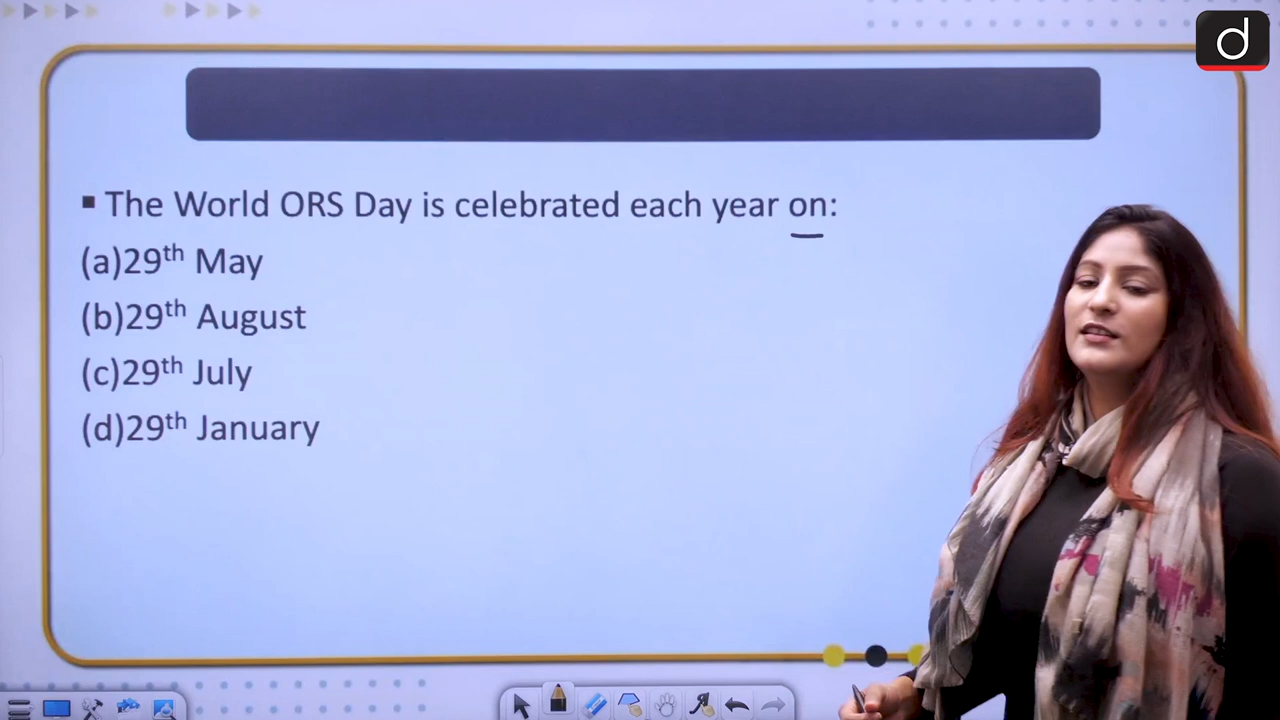 d
▪ The World ORS Day is celebrated each year on:
(a)29th May
(b)29th August
(c)29th July
(d)29th January